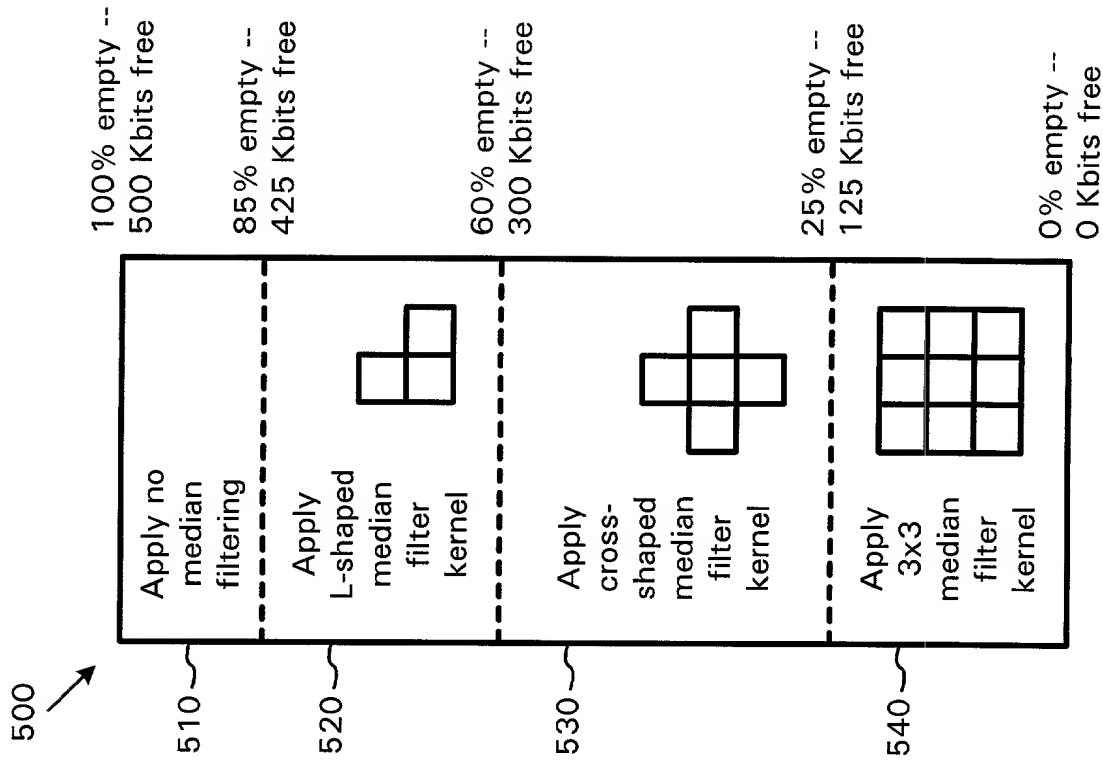 500
510
Apply no
median
filtering
100% empty --
500 Kbits free
85% empty --
425 Kbits free
520
Apply
L-shaped
median
filter
kernel
60% empty --
300 Kbits free
530
Apply
cross-
shaped
median
filter
kernel
25% empty --
125 Kbits free
540
Apply
3x3
median
filter
kernel
0% empty --
0 Kbits free